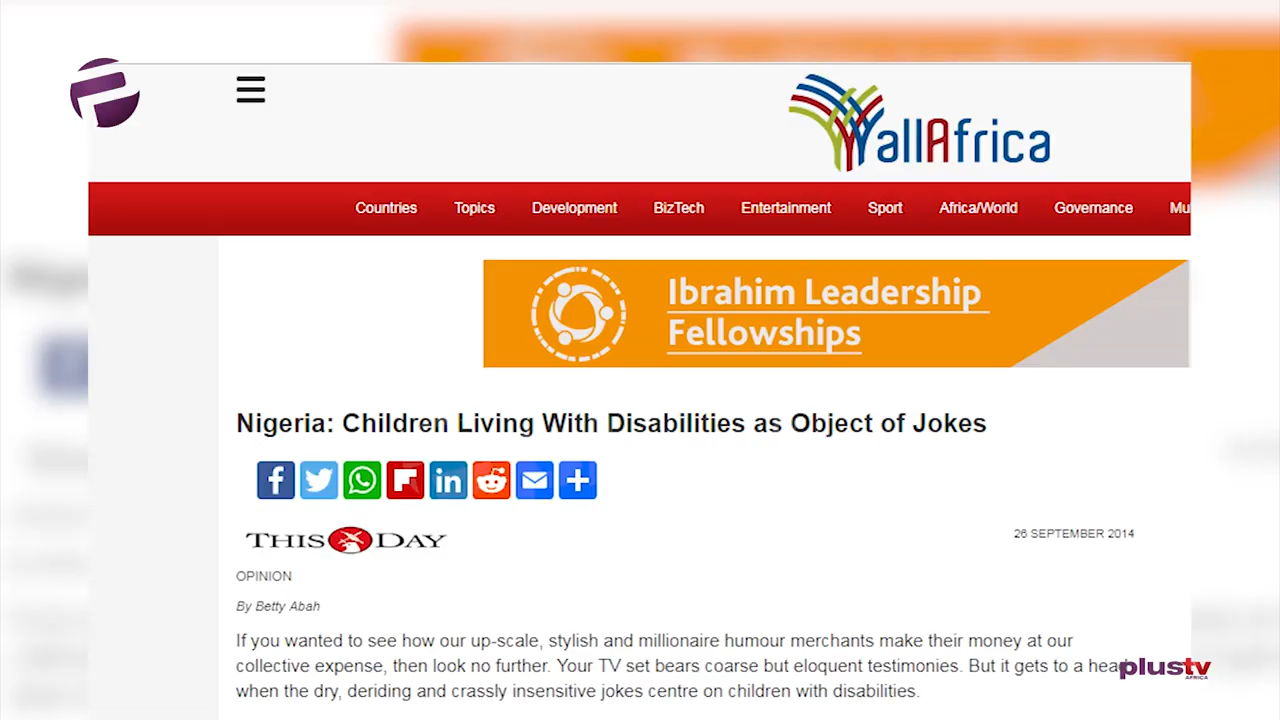 allAfrica
Countries Topics Development BizTech Entertainment Sport Africa/World Governance Mu
Ibrahim Leadership
Fellowships
Nigeria: Children Living With Disabilities as Object of Jokes
THIS DAY
26 SEPTEMBER 2014
OPINION
By Betty Abah
If you wanted to see how our up-scale, stylish and millionaire humour merchants make their money at our
collective expense, then look no further. Your TV set bears coarse but eloquent testimonies. But it gets to a head
when the dry, deriding and crassly insensitive jokes centre on children with disabilities.
plustv
AFRICA